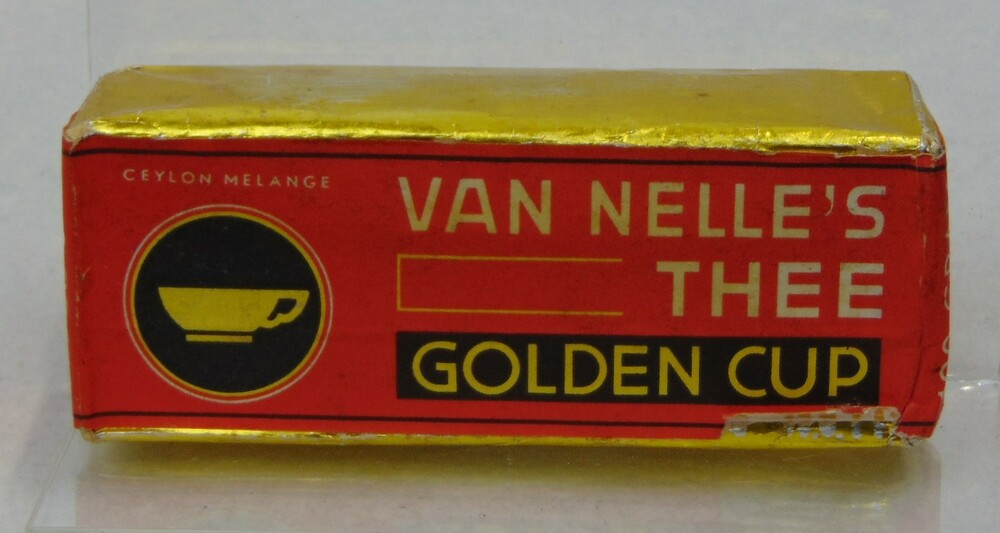 CEYLON MELANGE
VAN NELLE'S
THEE
GOLDEN CUP